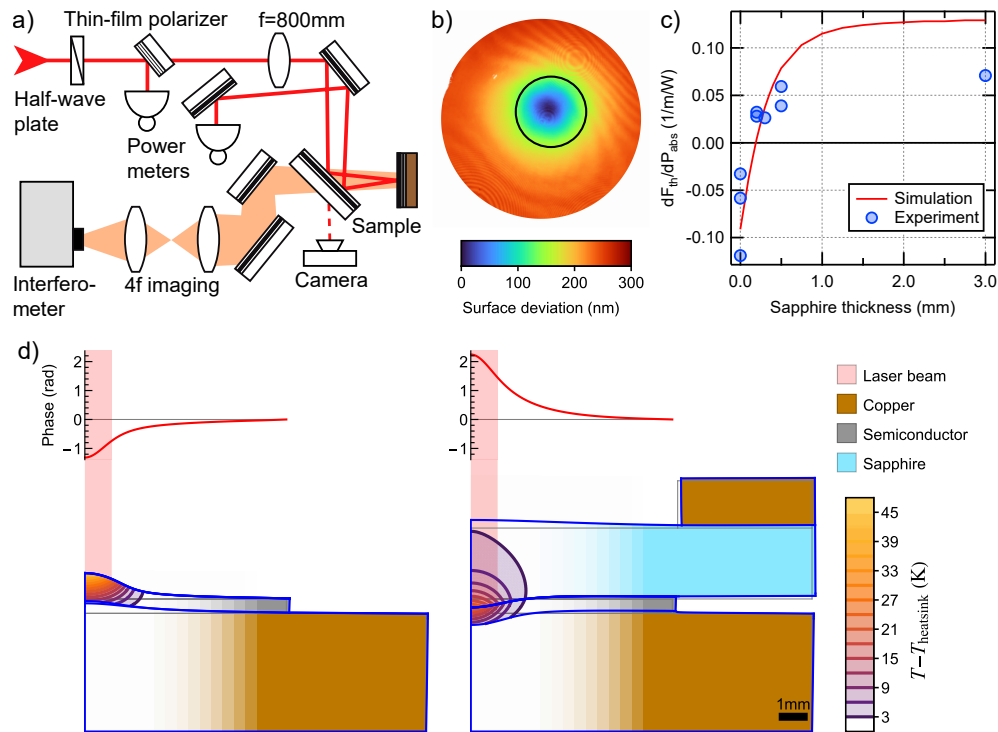 a)
Thin-film polarizer
f=800mm
Half-wave
plate
Power
meters
Sample
Interfero-
meter
4f imaging
Camera
b)
0
100
200
300
Surface deviation (nm)
c)
dF_th/dP_abs (1/m/W)
0.10
0.05
0.00
-0.05
-0.10
Simulation
Experiment
0.0
1.0
2.0
3.0
Sapphire thickness (mm)
d)
Phase (rad)
2
1
0
−1
2
1
0
−1
Laser beam
Copper
Semiconductor
Sapphire
45
39
33
27
21
15
9
3
T−T_heatsink (K)
1mm